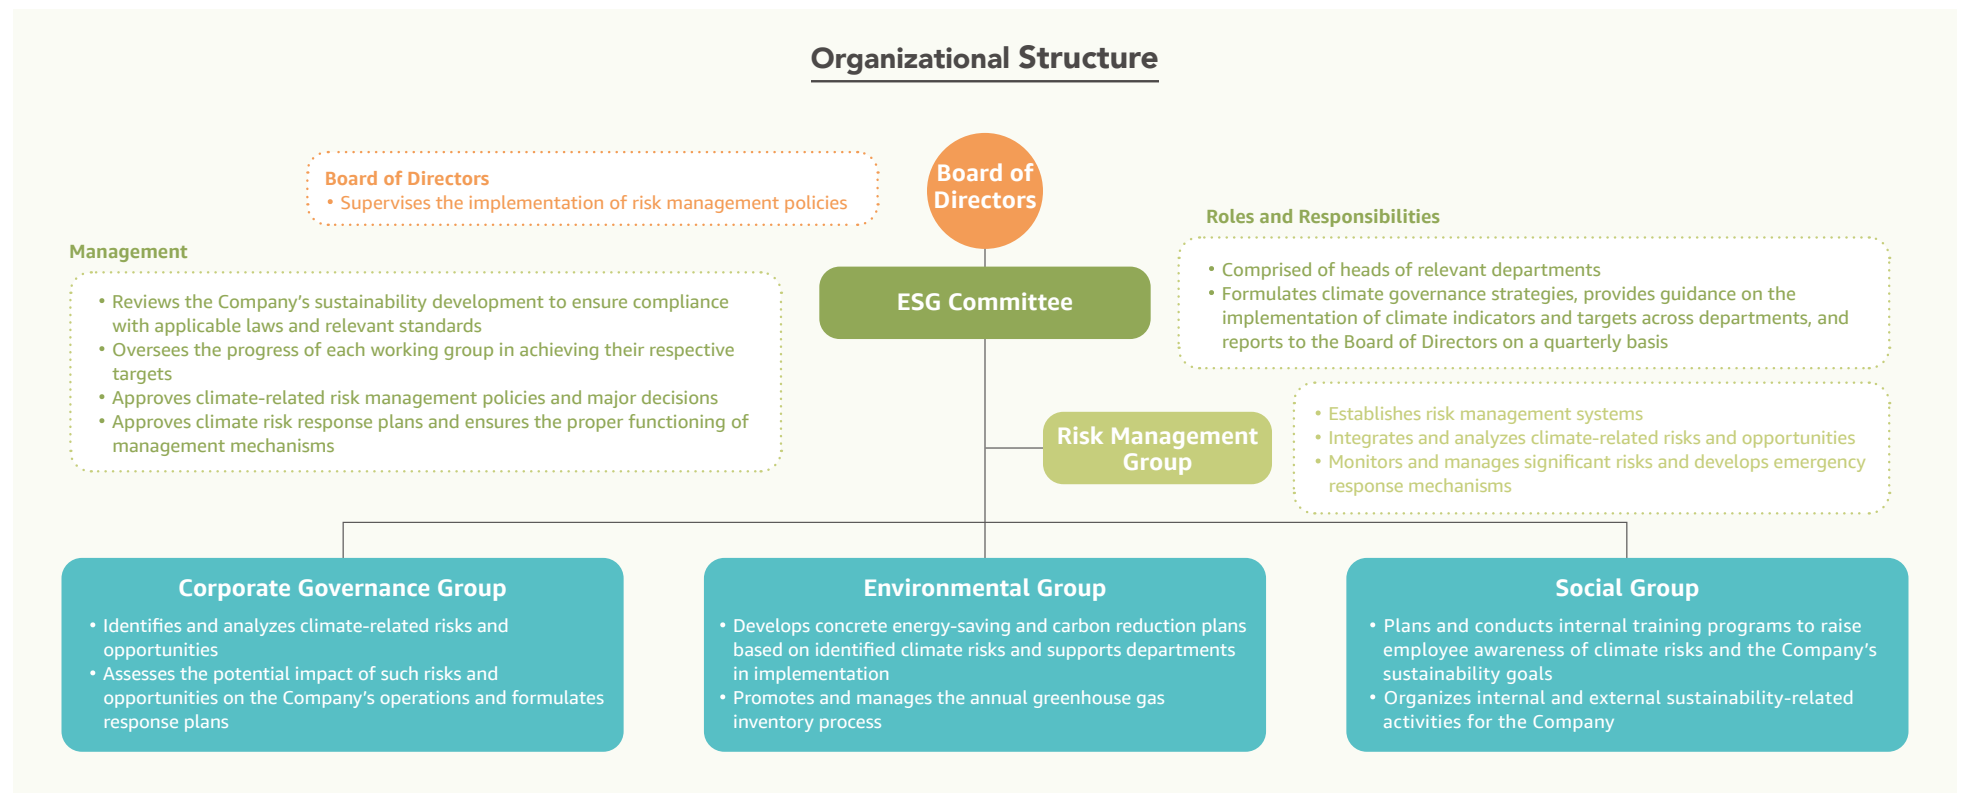 Organizational Structure
Board of
Directors
Board of Directors
• Supervises the implementation of risk management policies
Management
• Reviews the Company’s sustainability development to ensure compliance
with applicable laws and relevant standards
• Oversees the progress of each working group in achieving their respective
targets
• Approves climate-related risk management policies and major decisions
• Approves climate risk response plans and ensures the proper functioning of
management mechanisms
ESG Committee
Roles and Responsibilities
• Comprised of heads of relevant departments
• Formulates climate governance strategies, provides guidance on the
implementation of climate indicators and targets across departments, and
reports to the Board of Directors on a quarterly basis
Risk Management
Group
• Establishes risk management systems
• Integrates and analyzes climate-related risks and opportunities
• Monitors and manages significant risks and develops emergency
response mechanisms
Corporate Governance Group
• Identifies and analyzes climate-related risks and
opportunities
• Assesses the potential impact of such risks and
opportunities on the Company’s operations and formulates
response plans
Environmental Group
• Develops concrete energy-saving and carbon reduction plans
based on identified climate risks and supports departments
in implementation
• Promotes and manages the annual greenhouse gas
inventory process
Social Group
• Plans and conducts internal training programs to raise
employee awareness of climate risks and the Company’s
sustainability goals
• Organizes internal and external sustainability-related
activities for the Company